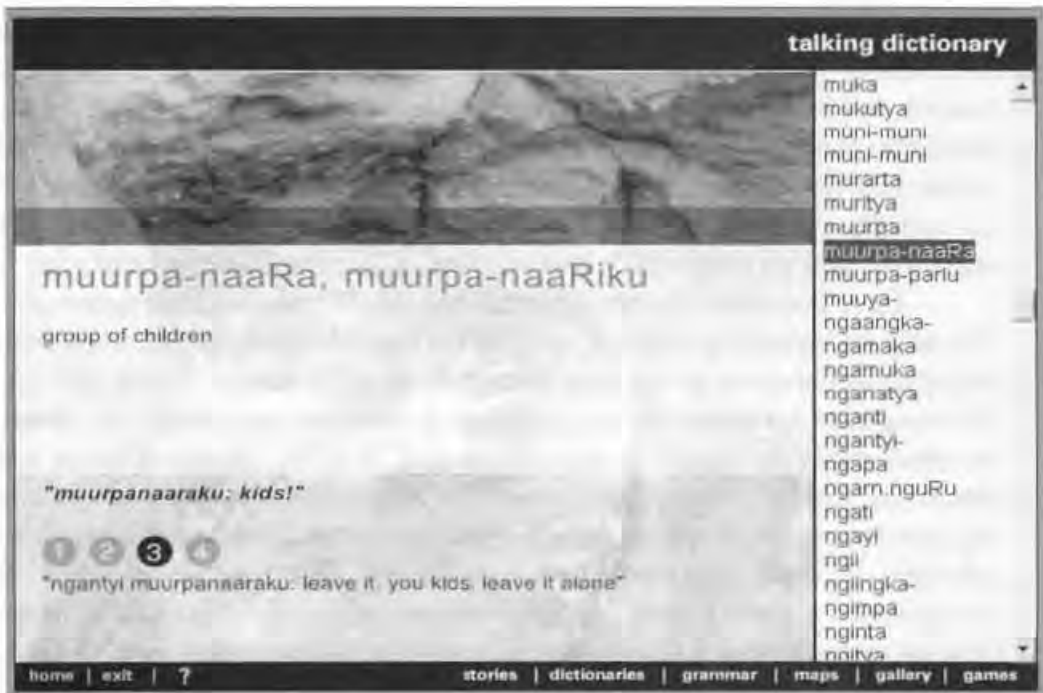 talking dictionary
muurpa-naaRa, muurpa-naaRiku
group of children
"muurpanaaraku: kids!"
1 2 3 4
"ngantyi muurpanaaraku: leave it, you kids, leave it alone"
muka
mukutya
muni-muni
muni-muni
murarta
muritya
muurpa
muurpa-naaRa
muurpa-parlu
muuya-
ngaangka-
ngamaka
ngamuka
nganatya
nganti
ngantyi-
ngapa
ngarn.nguRu
ngati
ngayi
ngii
ngiingka-
ngimpa
nginta
ngitya
home | exit | ?
stories | dictionaries | grammar | maps | gallery | games